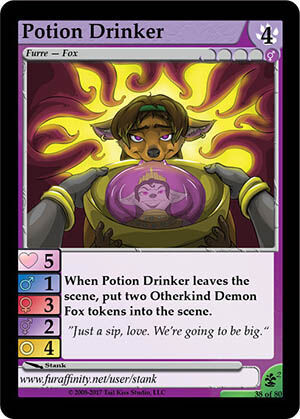 Potion Drinker
4
Furre — Fox
5
1
3
2
4
When Potion Drinker leaves the
scene, put two Otherkind Demon
Fox tokens into the scene.
"Just a sip, love. We're going to be big."
Stank
www.furaffinity.net/user/stank
38 of 80
© 2008-2017 Tail Kiss Studio, LLC